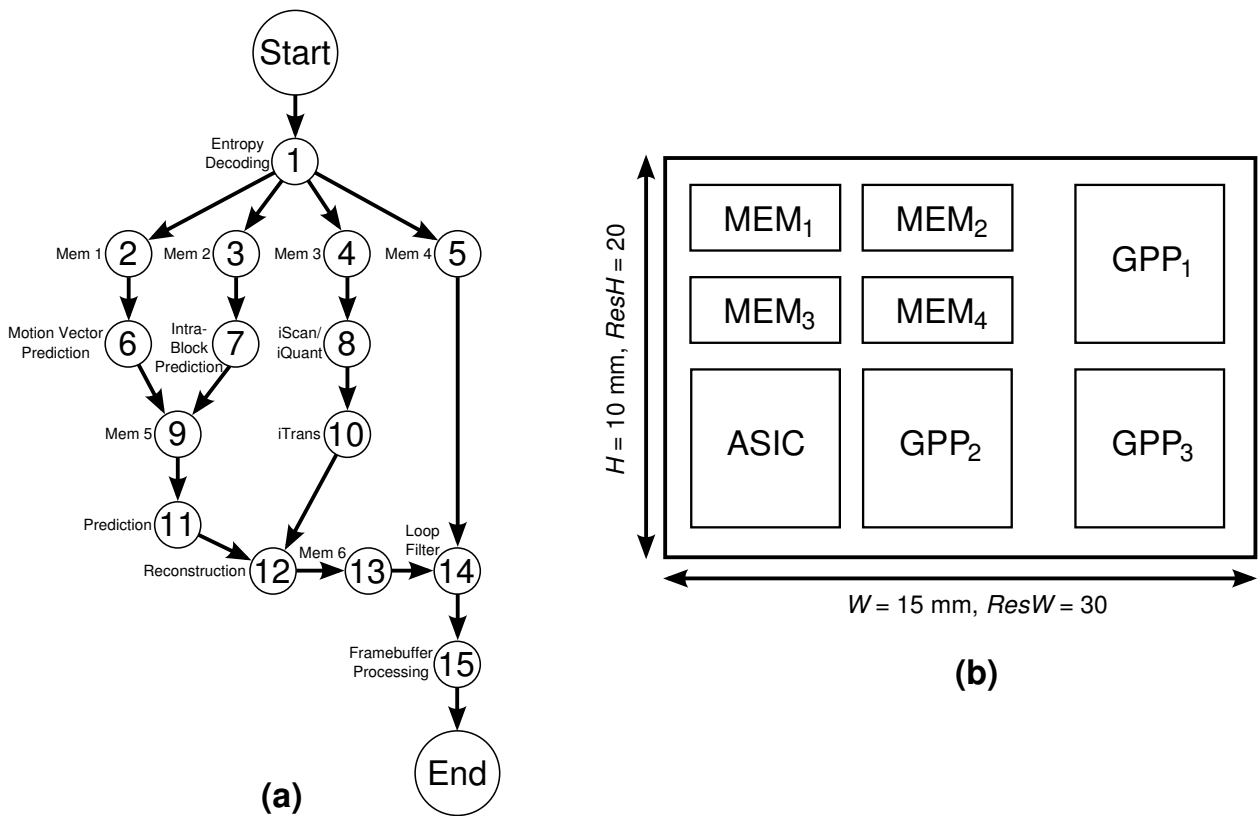 Start
Entropy
Decoding
1
Mem 1
2
Mem 2
3
Mem 3
4
Mem 4
5
Motion Vector
Prediction
6
Intra-
Block
Prediction
7
iScan/
iQuant
8
Mem 5
9
iTrans
10
Prediction
11
Reconstruction
12
Mem 6
13
Loop
Filter
14
Framebuffer
Processing
15
End
(a)
H = 10 mm, ResH = 20
MEM1
MEM2
GPP1
MEM3
MEM4
ASIC
GPP2
GPP3
W = 15 mm, ResW = 30
(b)